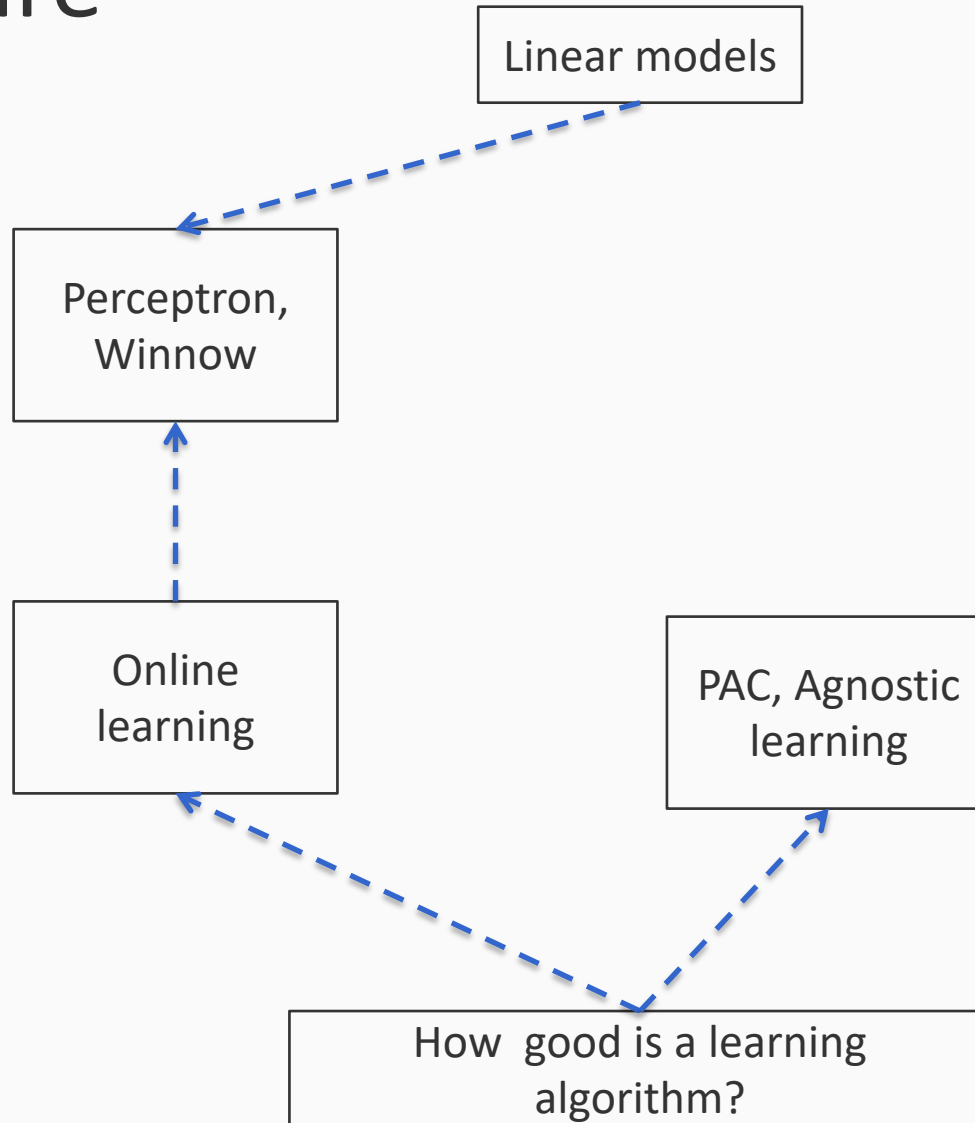 Linear models
Perceptron,
Winnow
Online
learning
PAC, Agnostic
learning
How  good is a learning
algorithm?